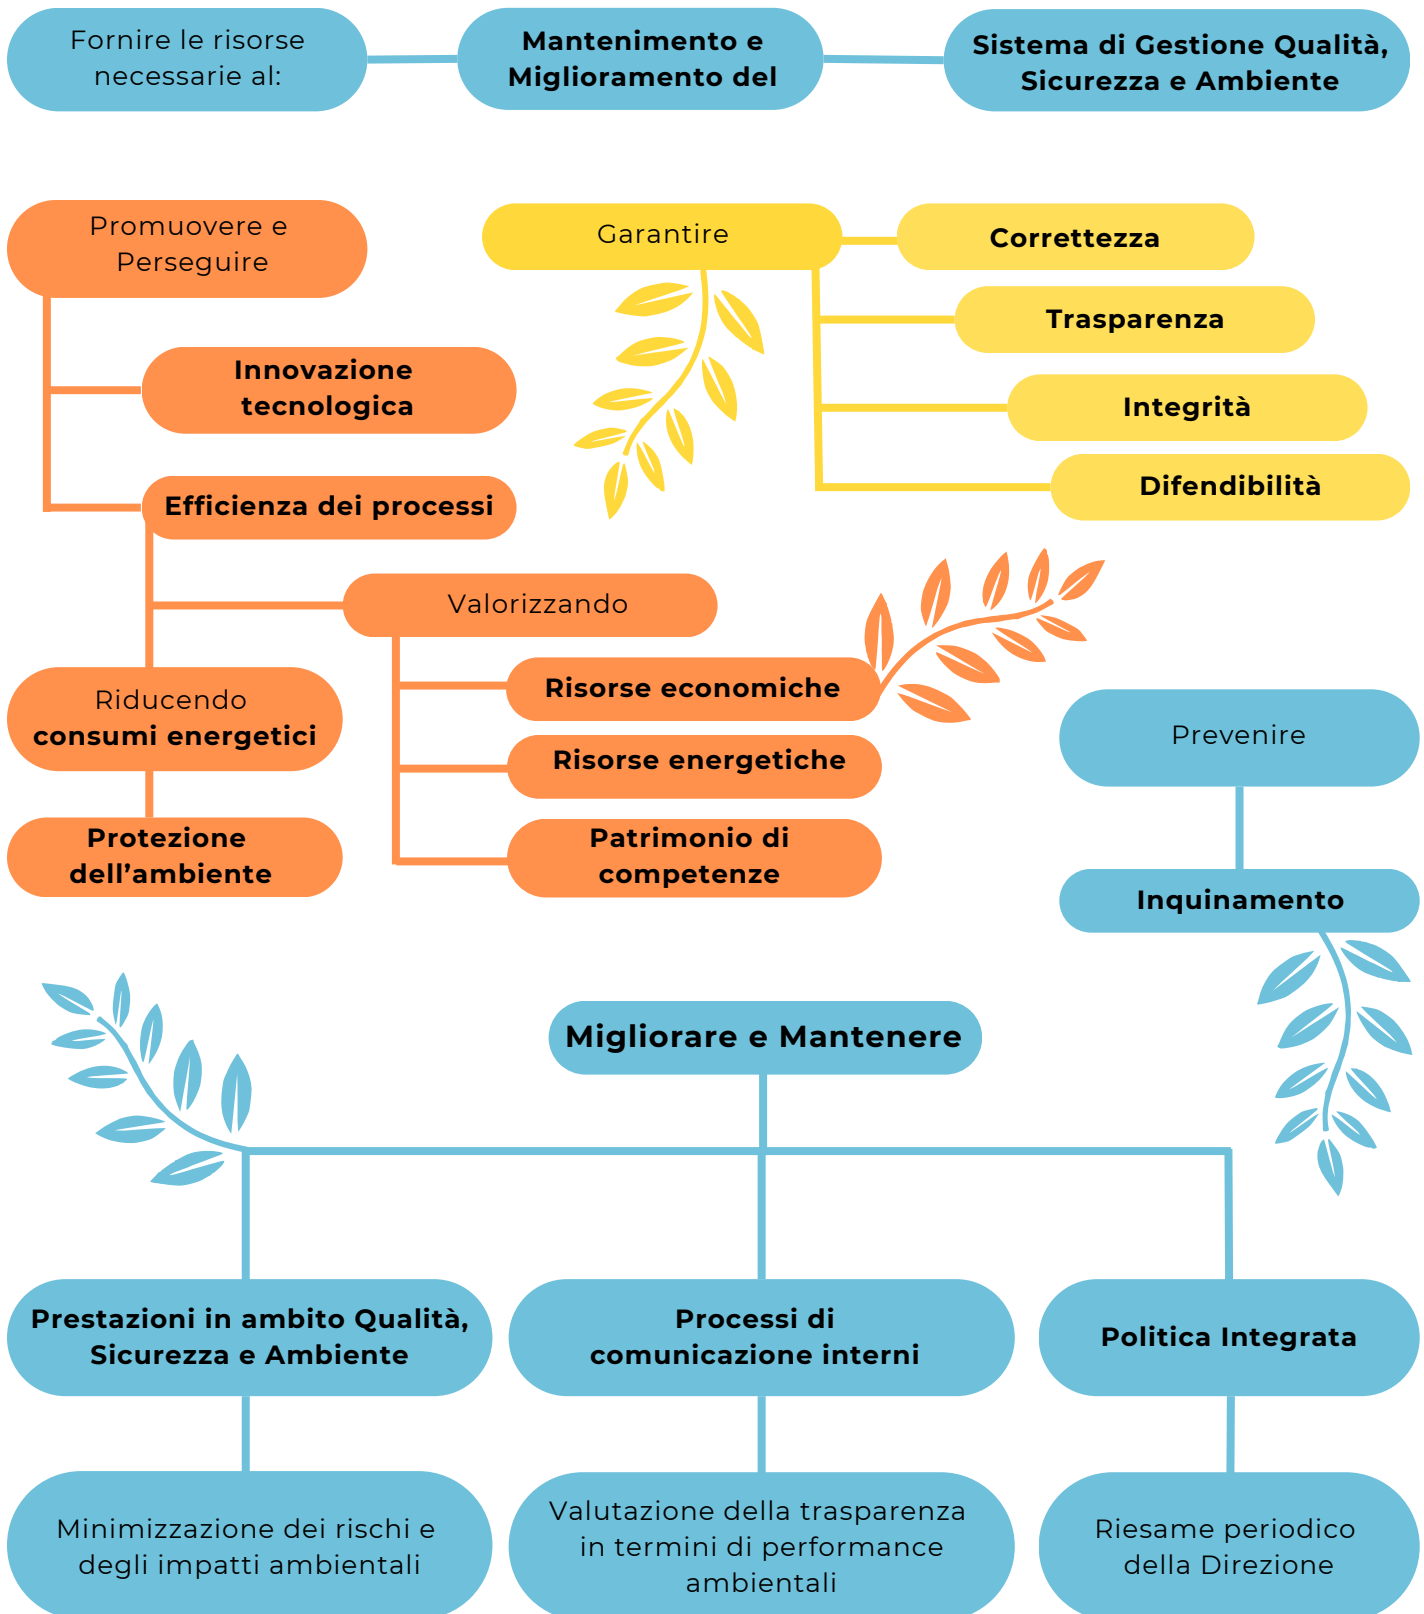 Fornire le risorse
necessarie al:
Mantenimento e
Miglioramento del
Sistema di Gestione Qualità,
Sicurezza e Ambiente
Promuovere e
Perseguire
Innovazione
tecnologica
Efficienza dei processi
Valorizzando
Risorse economiche
Risorse energetiche
Patrimonio di
competenze
Riducendo
consumi energetici
Protezione
dell’ambiente
Garantire
Correttezza
Trasparenza
Integrità
Difendibilità
Prevenire
Inquinamento
Migliorare e Mantenere
Prestazioni in ambito Qualità,
Sicurezza e Ambiente
Minimizzazione dei rischi e
degli impatti ambientali
Processi di
comunicazione interni
Valutazione della trasparenza
in termini di performance
ambientali
Politica Integrata
Riesame periodico
della Direzione